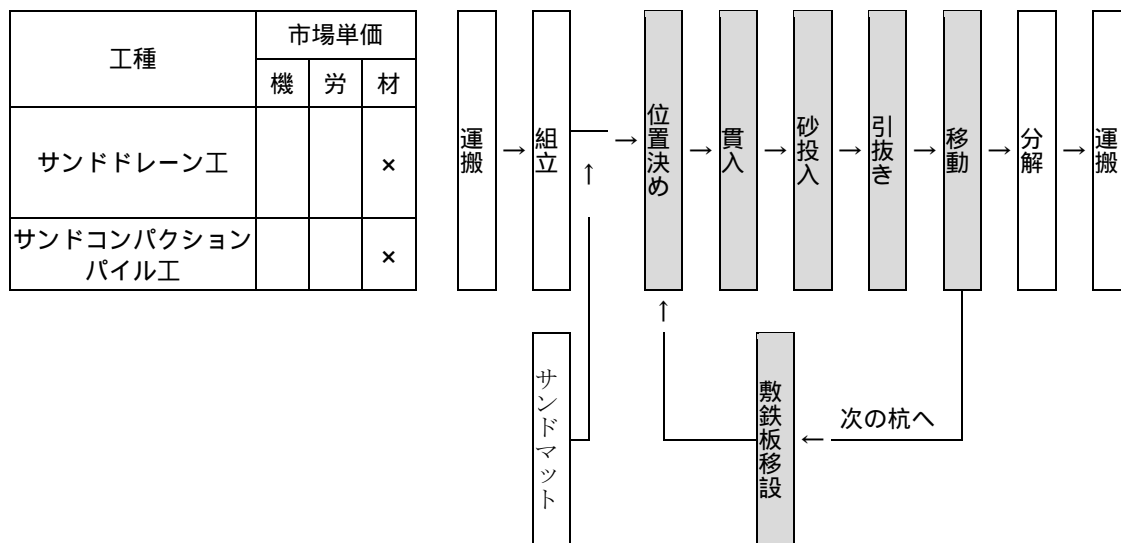 工種
市場単価
機 労 材
サンドドレーン工 ×
サンドコンパクション
パイル工 ×
運搬 → 組立 → 位置決め → 貫入 → 砂投入 → 引抜き → 移動 → 分解 → 運搬
↑
↑
サンドマット
敷鉄板移設
← 次の杭へ